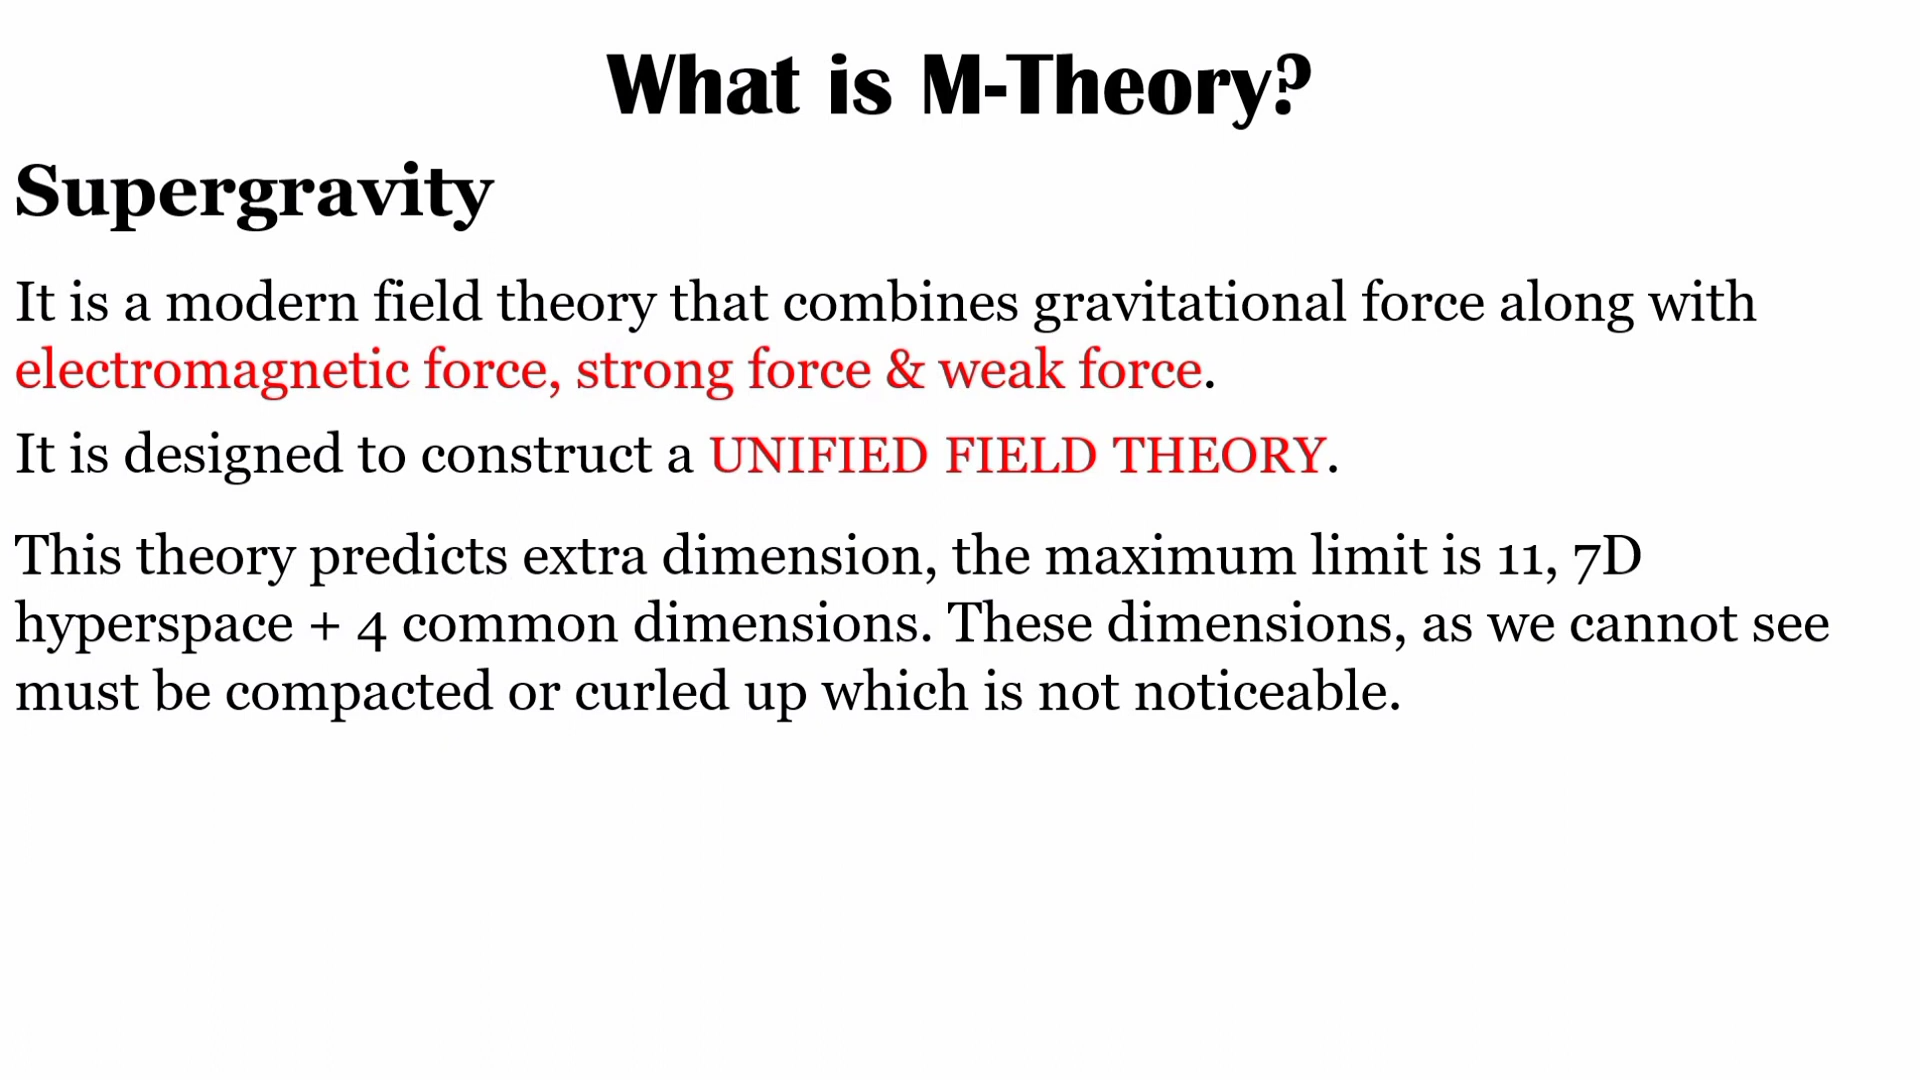 What is M-Theory?
Supergravity
It is a modern field theory that combines gravitational force along with
electromagnetic force, strong force & weak force.
It is designed to construct a UNIFIED FIELD THEORY.
This theory predicts extra dimension, the maximum limit is 11, 7D
hyperspace + 4 common dimensions. These dimensions, as we cannot see
must be compacted or curled up which is not noticeable.